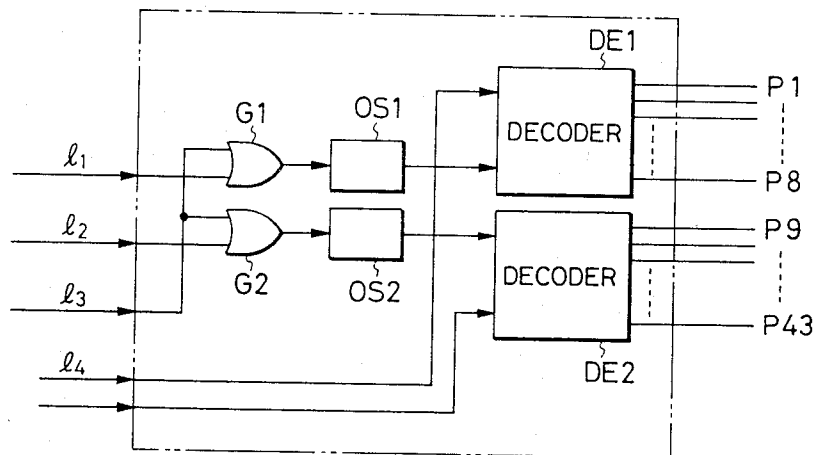 DE1
P1
G1
OS1
DECODER
ℓ1
P8
P9
ℓ2
G2
OS2
DECODER
ℓ3
P43
ℓ4
DE2